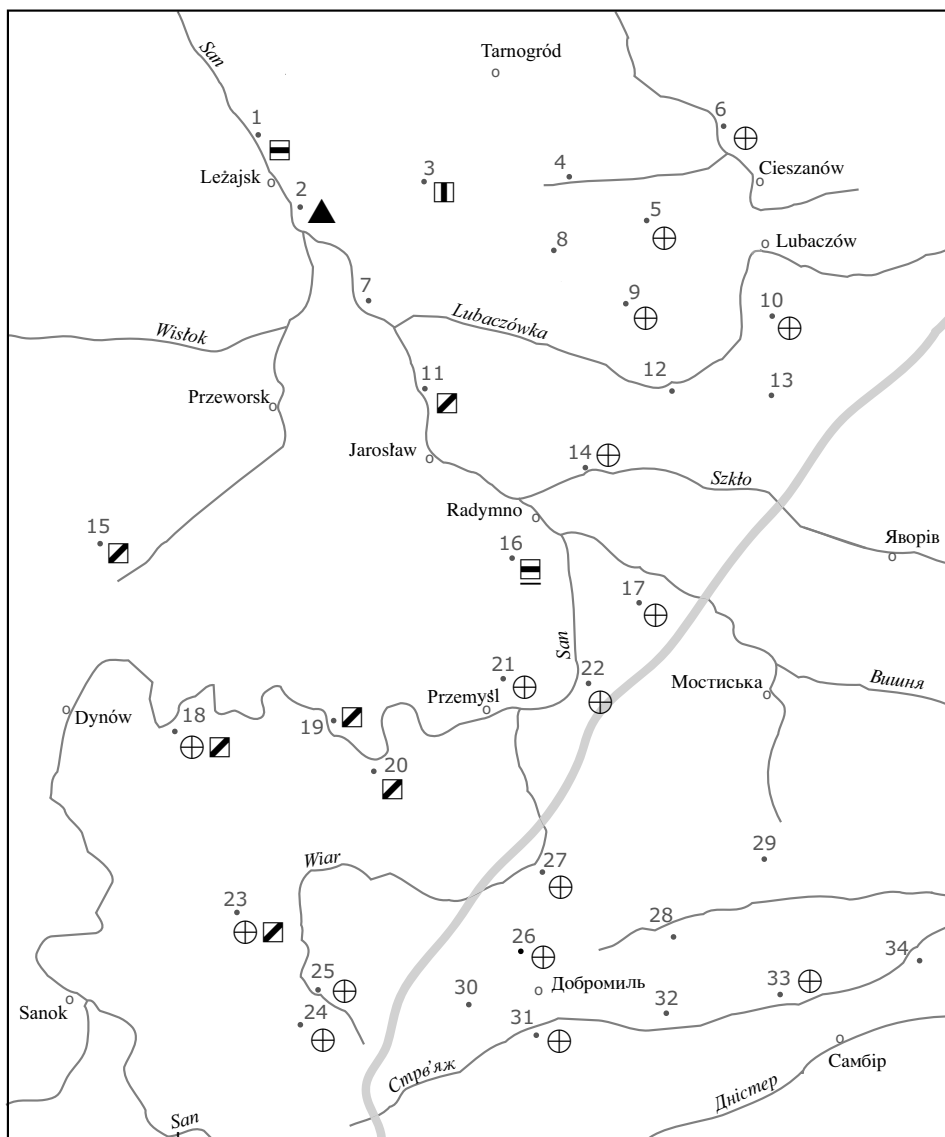 San
Tarnogród
1
6
Leżajsk
2
3
4
Cieszanów
5
8
Lubaczów
7
9
10
Wisłok
Lubaczówka
11
12
13
Przeworsk
Jarosław
14
Szkło
Radymno
15
16
Яворів
17
San
21
22
Мостиська
Вишня
Przemyśl
Dynów
18
19
20
Wiar
27
29
23
28
26
34
25
33
Sanok
24
30
Добромиль
32
31
Самбір
Стрв'яж
Дністер
San